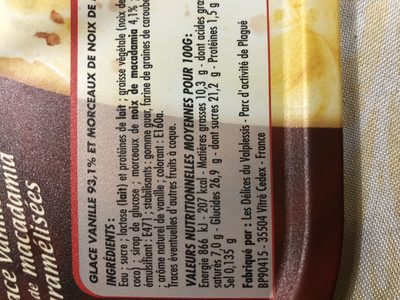 GLACE VANILLE 93,1% ET MORCEAUX DE NOIX DE
INGRÉDIENTS :
Eau ; sucre ; lactose (lait) et protéines de lait ; graisse végétale (noix de
coco) ; sirop de glucose ; morceaux de noix de macadamia 4,1%
émulsifiant : E471 ; stabilisants : gomme guar, farine de graines de caroube
; arôme naturel de vanille ; colorant : E160a.
Traces éventuelles d'autres fruits à coque.
VALEURS NUTRITIONNELLES MOYENNES POUR 100G :
Energie 866 kJ - 207 kcal - Matières grasses 10,3 g - dont acides gras
saturés 7,0 g - Glucides 26,9 g - dont sucres 21,2 g - Protéines 1,5 g
Sel 0,135 g
Fabriqué par : Les Délices du Valplessis - Parc d'activité de Plagué
BP90415 - 35504 Vitré Cedex - France
de macadamia
caramélisées